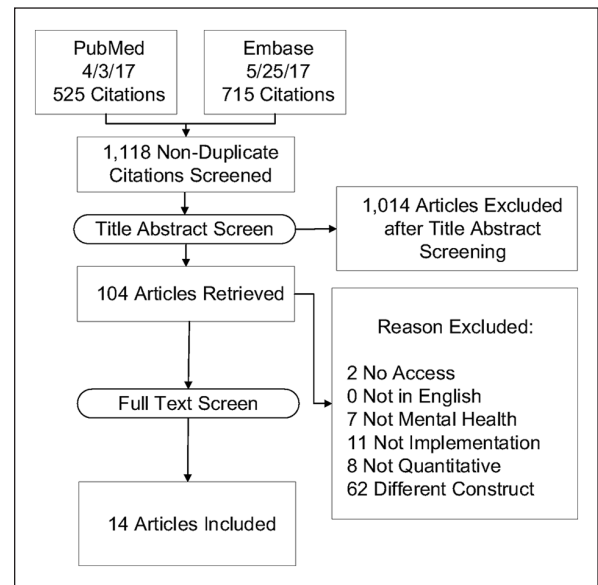 PubMed
4/3/17
525 Citations
Embase
5/25/17
715 Citations
1,118 Non-Duplicate
Citations Screened
Title Abstract Screen
1,014 Articles Excluded
after Title Abstract
Screening
104 Articles Retrieved
Reason Excluded:
2 No Access
0 Not in English
7 Not Mental Health
11 Not Implementation
8 Not Quantitative
62 Different Construct
Full Text Screen
14 Articles Included